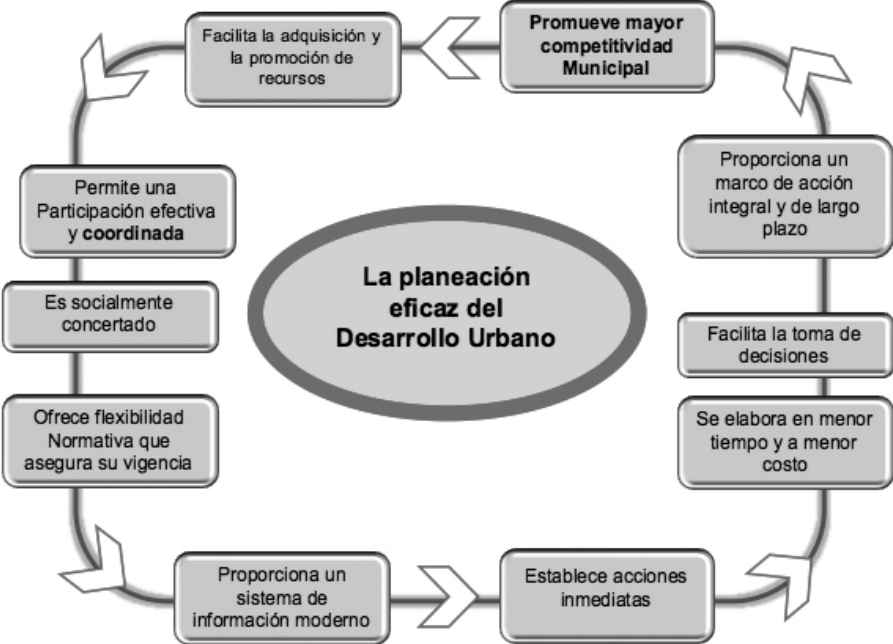 Promueve mayor
competitividad
Municipal
Facilita la adquisición y
la promoción de
recursos
Permite una
Participación efectiva
y coordinada
Es socialmente
concertado
Ofrece flexibilidad
Normativa que
asegura su vigencia
Proporciona un
sistema de
información moderno
Establece acciones
inmediatas
Se elabora en menor
tiempo y a menor
costo
Facilita la toma de
decisiones
Proporciona un
marco de acción
integral y de largo
plazo
La planeación
eficaz del
Desarrollo Urbano